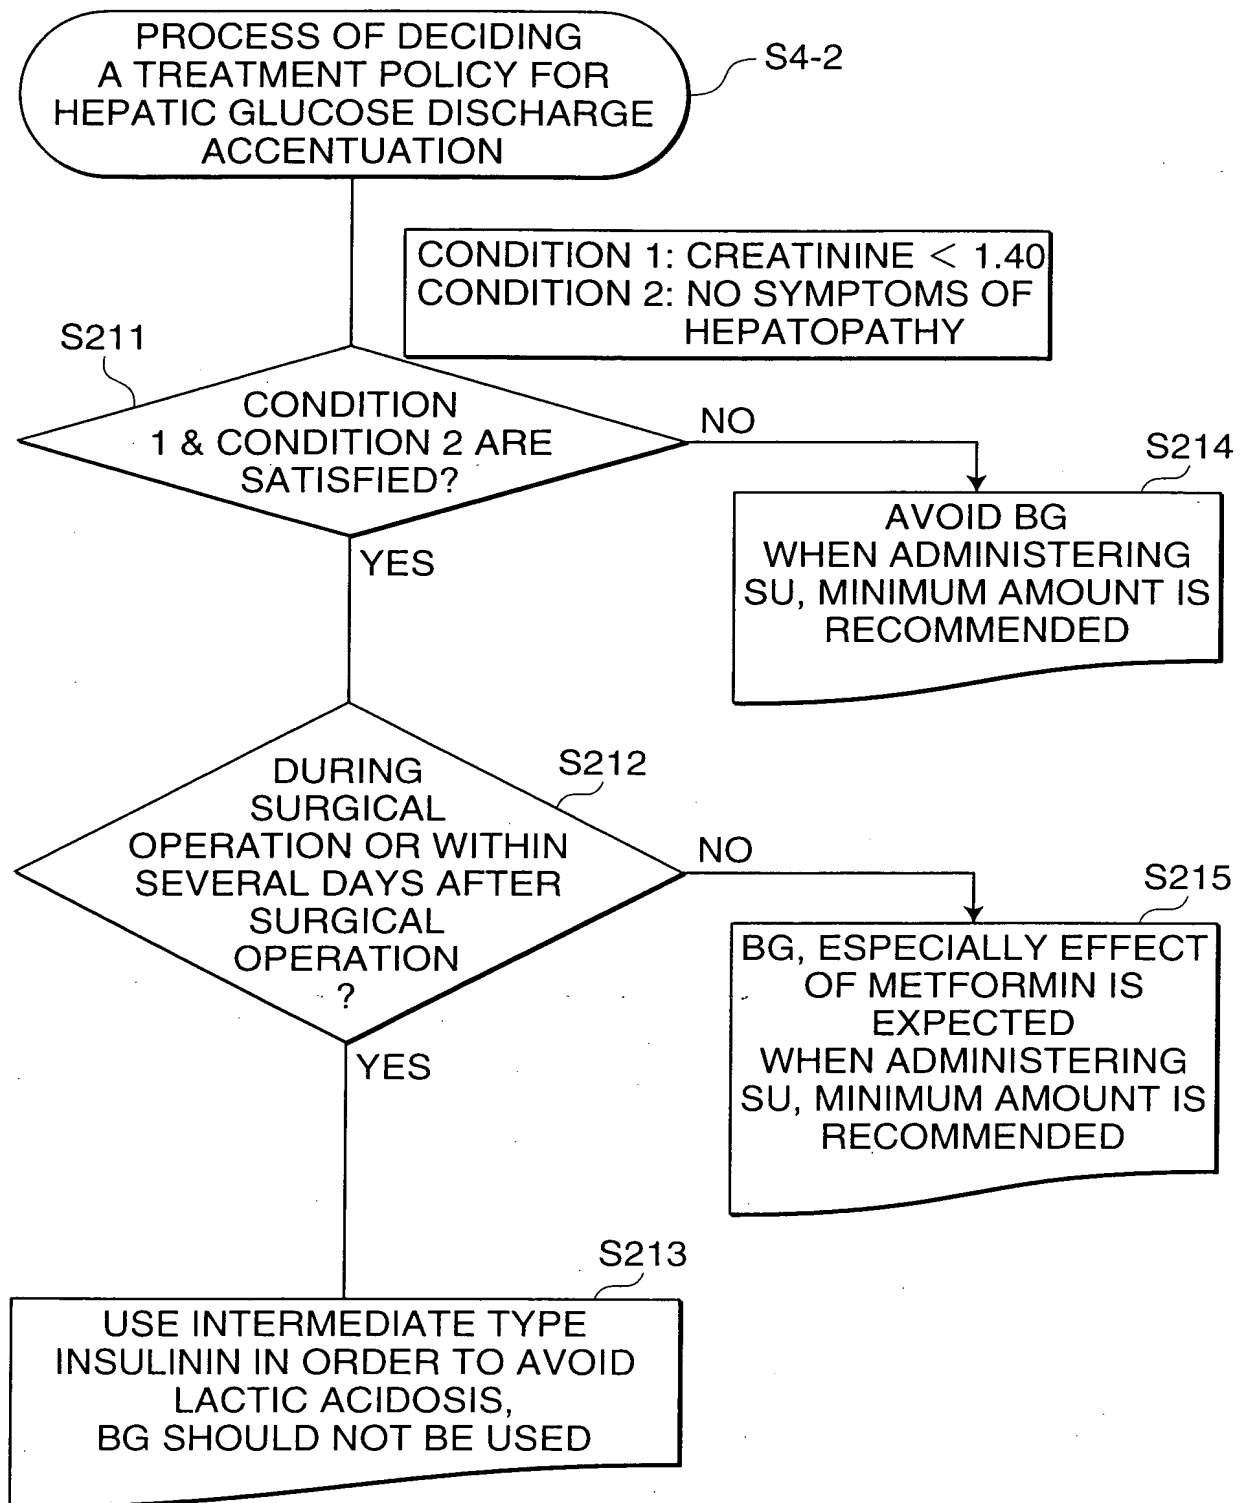 PROCESS OF DECIDING
A TREATMENT POLICY FOR
HEPATIC GLUCOSE DISCHARGE
ACCENTUATION
S4-2
CONDITION 1: CREATININE < 1.40
CONDITION 2: NO SYMPTOMS OF
HEPATOPATHY
S211
CONDITION
1 & CONDITION 2 ARE
SATISFIED?
NO
YES
S214
AVOID BG
WHEN ADMINISTERING
SU, MINIMUM AMOUNT IS
RECOMMENDED
S212
DURING
SURGICAL
OPERATION OR WITHIN
SEVERAL DAYS AFTER
SURGICAL
OPERATION
?
NO
YES
S215
BG, ESPECIALLY EFFECT
OF METFORMIN IS
EXPECTED
WHEN ADMINISTERING
SU, MINIMUM AMOUNT IS
RECOMMENDED
S213
USE INTERMEDIATE TYPE
INSULININ IN ORDER TO AVOID
LACTIC ACIDOSIS,
BG SHOULD NOT BE USED